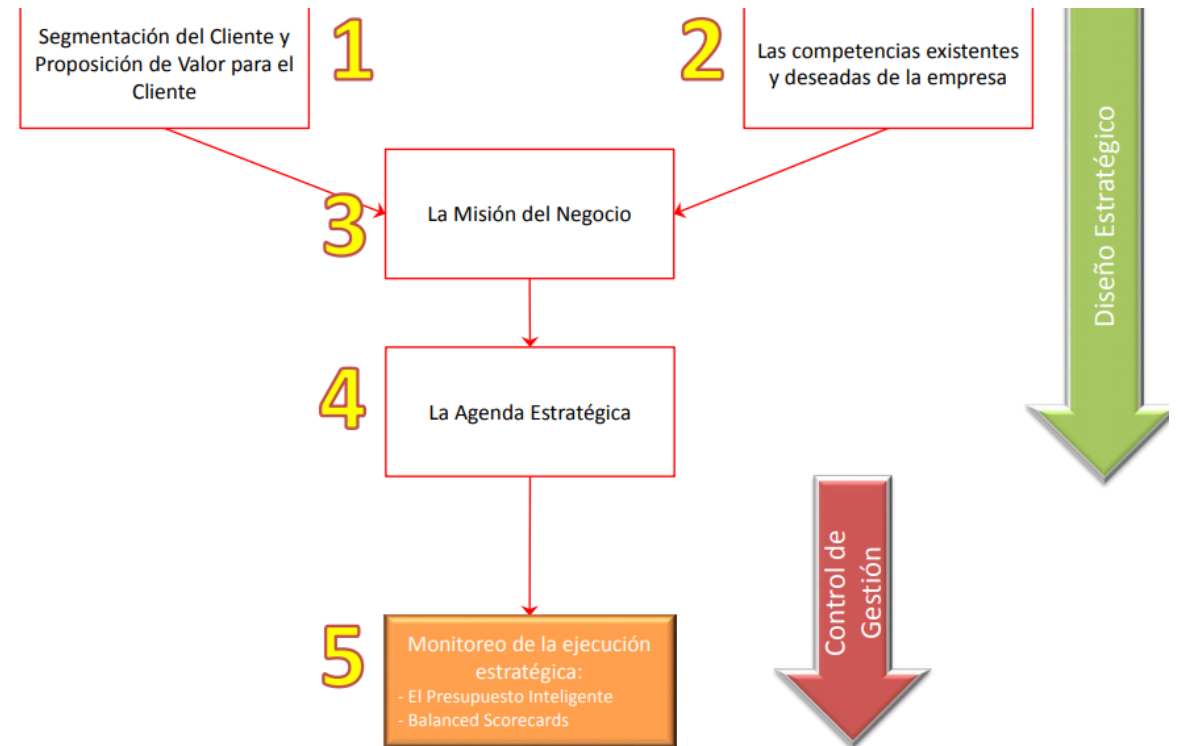 Segmentación del Cliente y
Proposición de Valor para el
Cliente
1
2
Las competencias existentes
y deseadas de la empresa
3
La Misión del Negocio
4
La Agenda Estratégica
5
Monitoreo de la ejecución
estratégica:
- El Presupuesto Inteligente
- Balanced Scorecards
Diseño Estratégico
Control de
Gestión